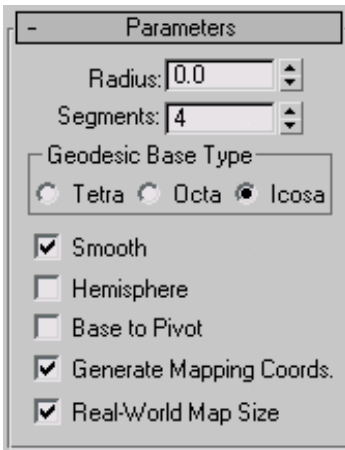 - Parameters
Radius: 0.0
Segments: 4
Geodesic Base Type
Tetra Octa Icosa
Smooth
Hemisphere
Base to Pivot
Generate Mapping Coords.
Real-World Map Size